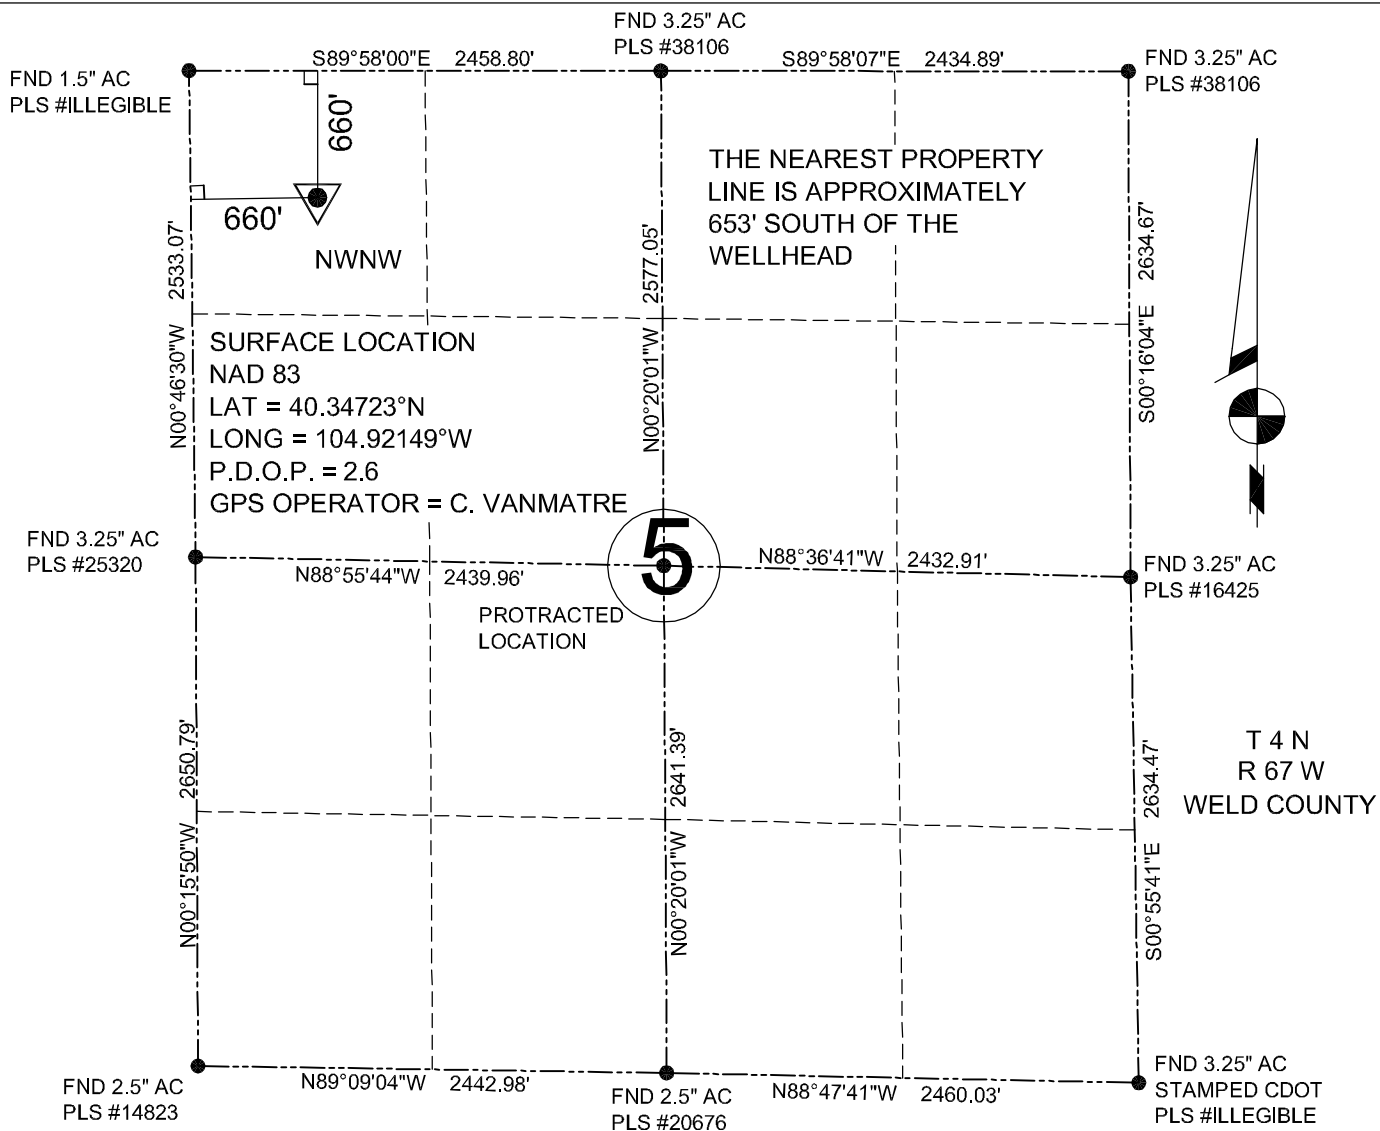 FND 3.25" AC
PLS #38106
S89°58'00"E 2458.80'
S89°58'07"E 2434.89'
FND 3.25" AC
PLS #38106
FND 1.5" AC
PLS #ILLEGIBLE
660'
660'
NWNW
THE NEAREST PROPERTY
LINE IS APPROXIMATELY
653' SOUTH OF THE
WELLHEAD
N00°46'30"W 2533.07'
N00°20'01"W 2577.05'
S00°16'04"E 2634.67'
SURFACE LOCATION
NAD 83
LAT = 40.34723°N
LONG = 104.92149°W
P.D.O.P. = 2.6
GPS OPERATOR = C. VANMATRE
FND 3.25" AC
PLS #25320
N88°55'44"W 2439.96'
5
N88°36'41"W 2432.91'
FND 3.25" AC
PLS #16425
PROTRACTED
LOCATION
N00°15'50"W 2650.79'
N00°20'01"W 2641.39'
S00°55'41"E 2634.47'
T 4 N
R 67 W
WELD COUNTY
FND 2.5" AC
PLS #14823
N89°09'04"W 2442.98'
FND 2.5" AC
PLS #20676
N88°47'41"W 2460.03'
FND 3.25" AC
STAMPED CDOT
PLS #ILLEGIBLE